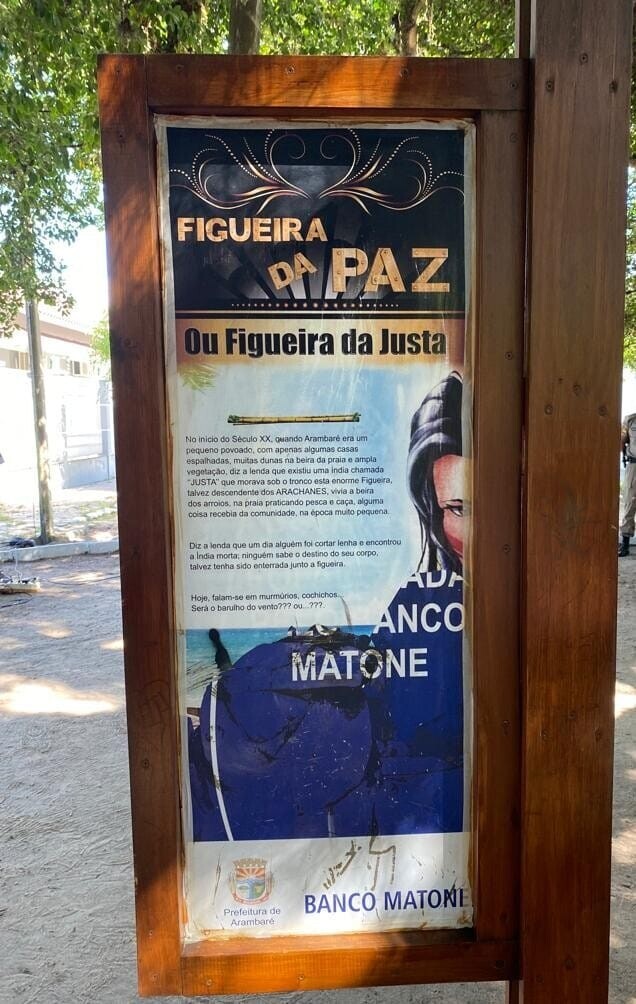 FIGUEIRA
DA PAZ
Ou Figueira da Justa
No início do Século XX, quando Arambaré era um
pequeno povoado, com apenas algumas casas
espalhadas, muitas dunas na beira da praia e ampla
vegetação, diz a lenda que existiu uma índia chamada
"JUSTA" que morava sob o tronco esta enorme Figueira,
talvez descendente dos ARACHANES, vivia a beira
dos arroios, na praia praticando pesca e caça, alguma
coisa recebia da comunidade, na época muito pequena.
Diz a lenda que um dia alguém foi cortar lenha e encontrou
a Índia morta; ninguém sabe o destino do seu corpo,
talvez tenha sido enterrada junto a figueira.
Hoje, falam-se em murmúrios, cochichos...
Será o barulho do vento??? ou...???.
ADA
ANCO
MATONE
Prefeitura de
Arambaré
BANCO MATONE